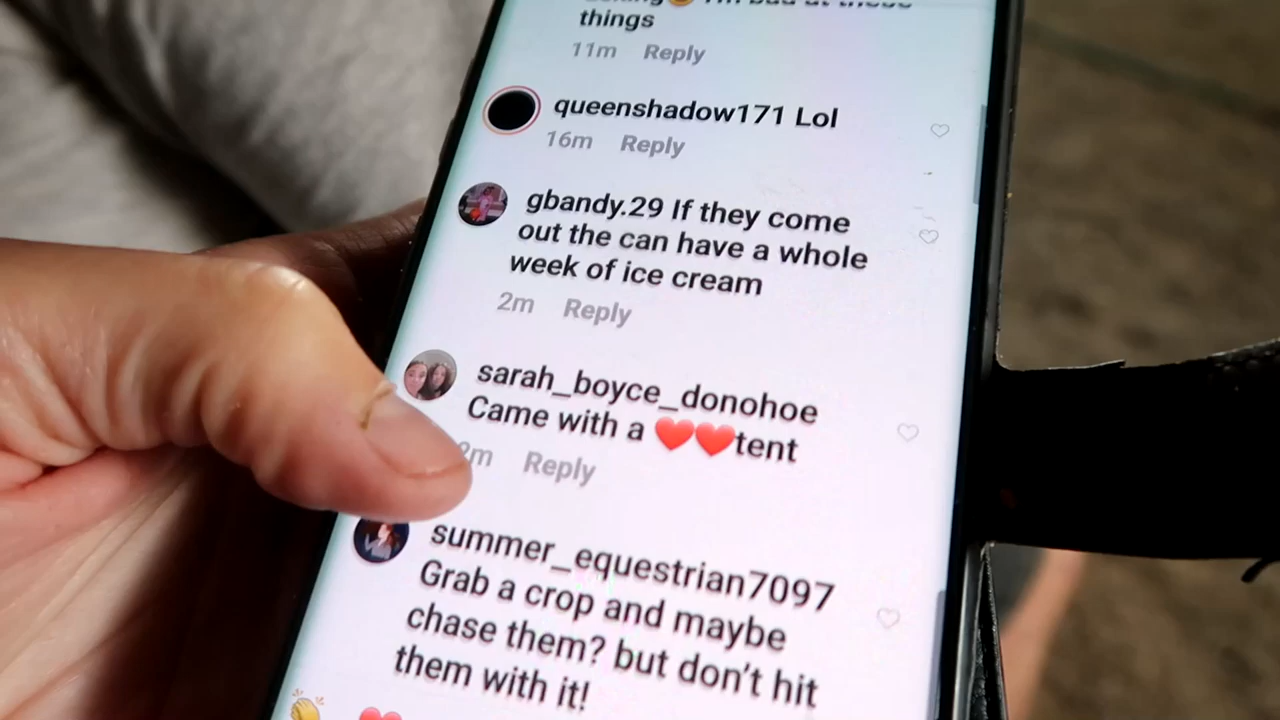 things
11m Reply
queenshadow171 Lol
16m Reply
gbandy.29 If they come
out the can have a whole
week of ice cream
2m Reply
sarah_boyce_donohoe
Came with a ❤️❤️tent
Reply
summer_equestrian7097
Grab a crop and maybe
chase them? but don't hit
them with it!